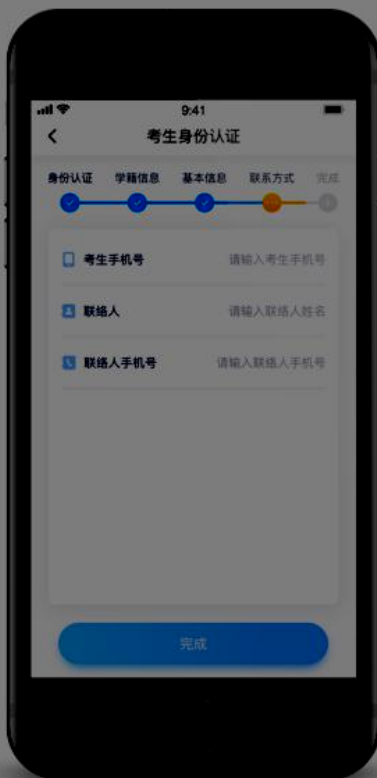 9:41
考生身份认证
身份认证 学籍信息 基本信息 联系方式 完成
考生手机号 请输入考生手机号
联络人 请输入联络人姓名
联络人手机号 请输入联络人手机号
完成